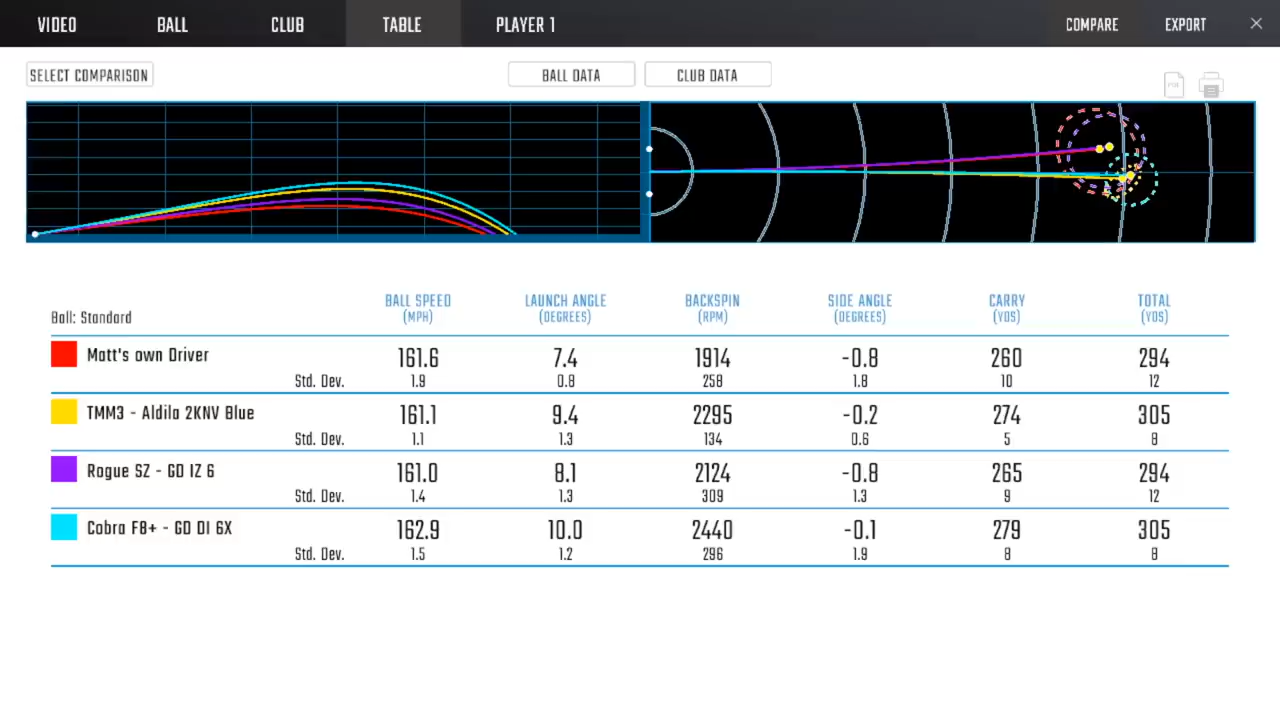 VIDEO BALL CLUB TABLE PLAYER 1 COMPARE EXPORT
SELECT COMPARISON BALL DATA CLUB DATA
BALL SPEED LAUNCH ANGLE BACKSPIN SIDE ANGLE CARRY TOTAL
Ball: Standard (MPH) (DEGREES) (RPM) (DEGREES) (YDS) (YDS)
Matt's own Driver 161.6 7.4 1914 -0.8 260 294
Std. Dev. 1.9 0.8 258 1.8 10 12
TMM3 - Aldila 2KNV Blue 161.1 9.4 2295 -0.2 274 305
Std. Dev. 1.1 1.3 134 0.6 5 8
Rogue SZ - GD IZ 6 161.0 8.1 2124 -0.8 265 294
Std. Dev. 1.4 1.3 309 1.3 9 12
Cobra F8+ - GD DI 6X 162.9 10.0 2440 -0.1 279 305
Std. Dev. 1.5 1.2 296 1.9 8 8